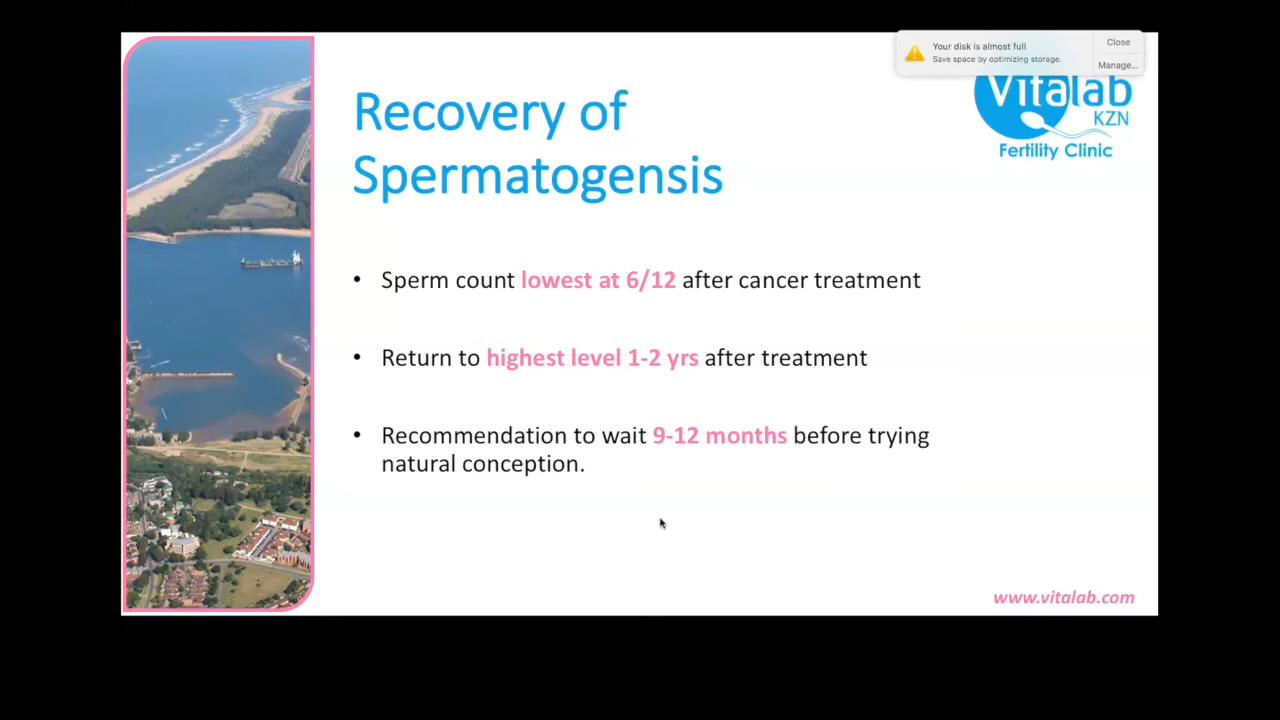 Your disk is almost full
Save space by optimizing storage.
Close
Manage...
Vitalab
KZN
Fertility Clinic
Recovery of
Spermatogensis
• Sperm count lowest at 6/12 after cancer treatment
• Return to highest level 1-2 yrs after treatment
• Recommendation to wait 9-12 months before trying
natural conception.
www.vitalab.com